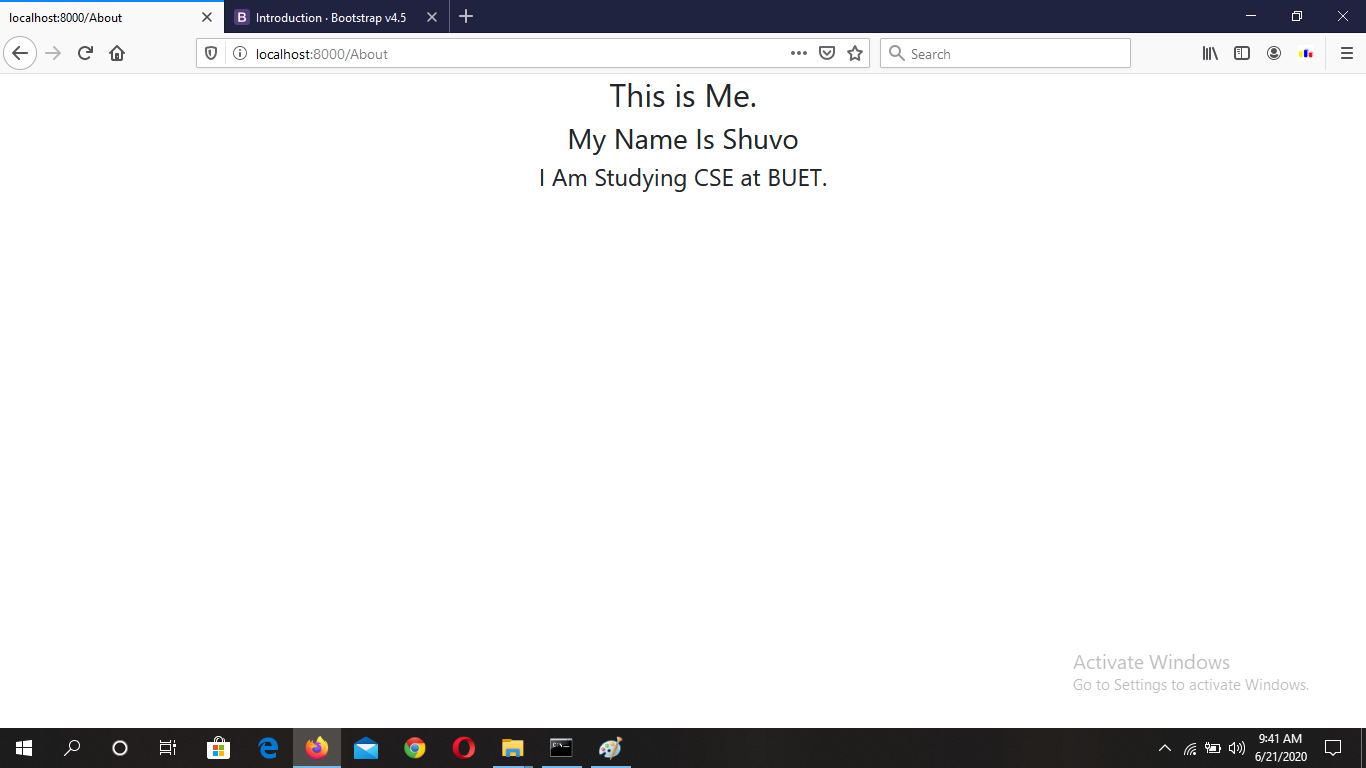 localhost:8000/About
Introduction · Bootstrap v4.5
localhost:8000/About
Search
This is Me.
My Name Is Shuvo
I Am Studying CSE at BUET.
Activate Windows
Go to Settings to activate Windows.
9:41 AM
6/21/2020